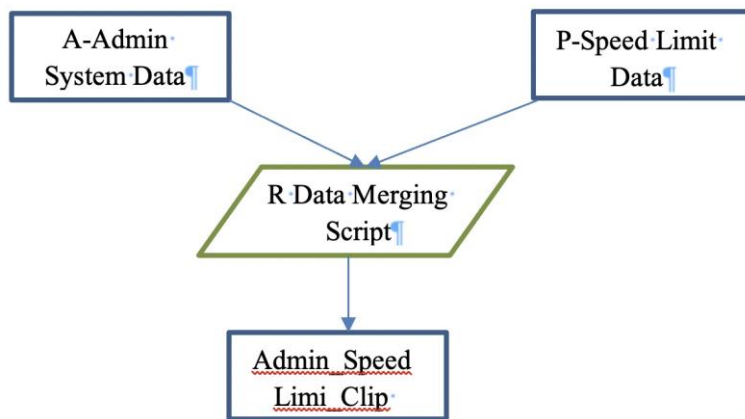 A-Admin
System Data¶
P-Speed Limit
Data¶
R Data Merging
Script¶
Admin_Speed
Limi_Clip